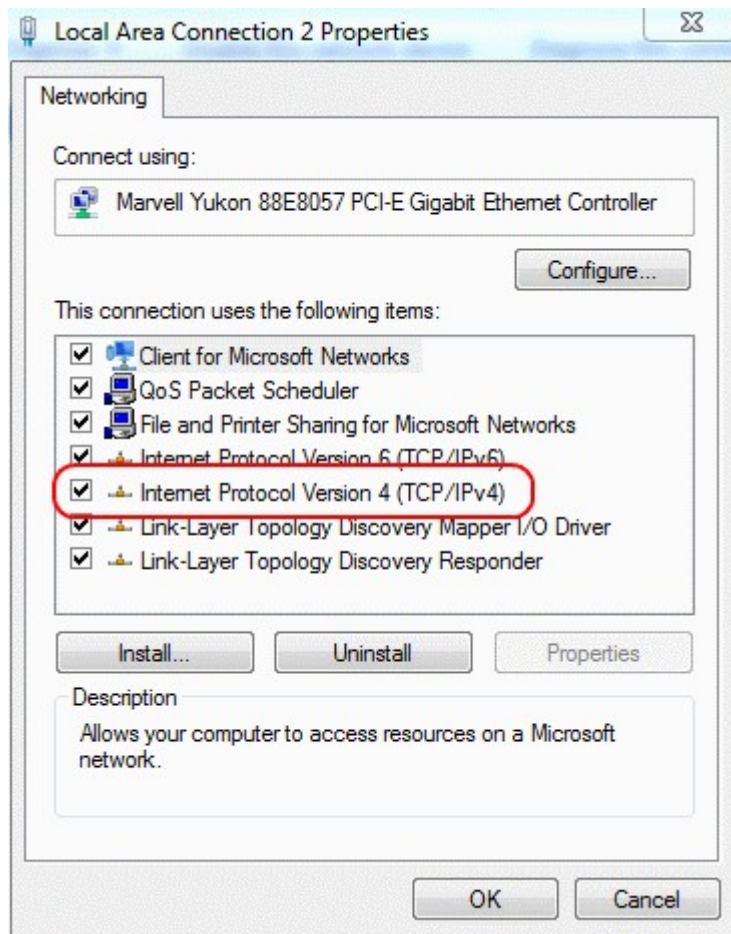 Local Area Connection 2 Properties
Networking
Connect using:
Marvell Yukon 88E8057 PCI-E Gigabit Ethernet Controller
Configure...
This connection uses the following items:
Client for Microsoft Networks
QoS Packet Scheduler
File and Printer Sharing for Microsoft Networks
Internet Protocol Version 6 (TCP/IPv6)
Internet Protocol Version 4 (TCP/IPv4)
Link-Layer Topology Discovery Mapper I/O Driver
Link-Layer Topology Discovery Responder
Install... Uninstall Properties
Description
Allows your computer to access resources on a Microsoft
network.
OK Cancel